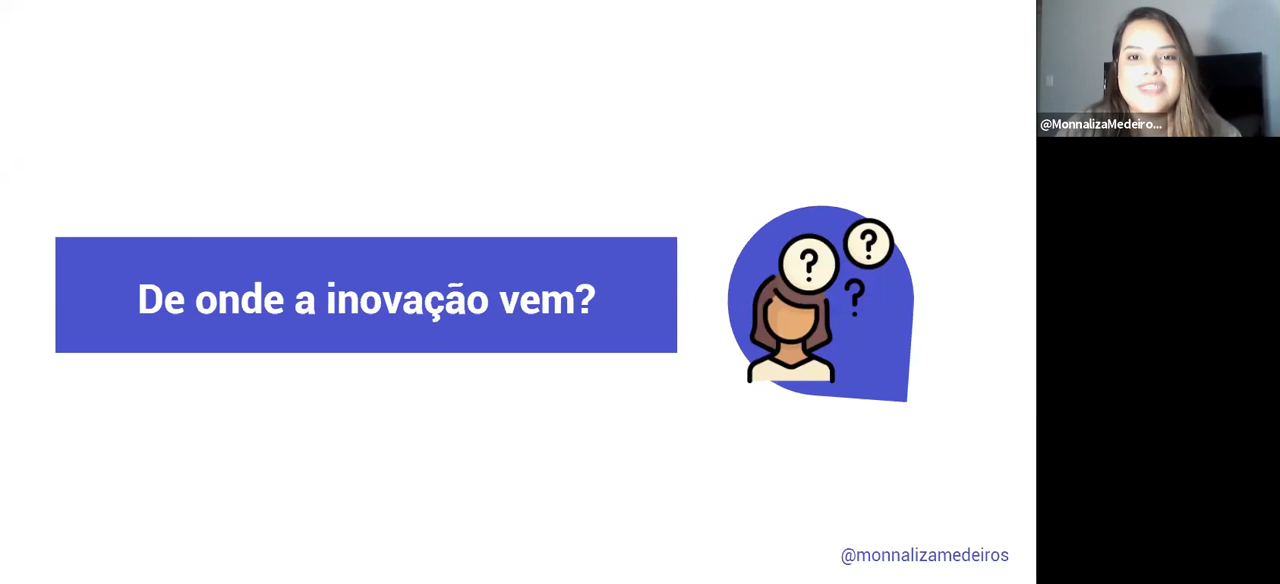 @MonnalizaMedeiro...
De onde a inovação vem?
? ?
?
@monnalizamedeiros